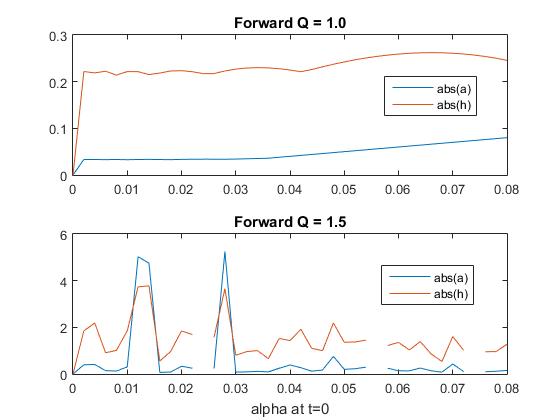 Forward Q = 1.0
0.3
0.2
0.1
0
abs(a)
abs(h)
0 0.01 0.02 0.03 0.04 0.05 0.06 0.07 0.08
Forward Q = 1.5
6
4
2
0
abs(a)
abs(h)
0 0.01 0.02 0.03 0.04 0.05 0.06 0.07 0.08
alpha at t=0